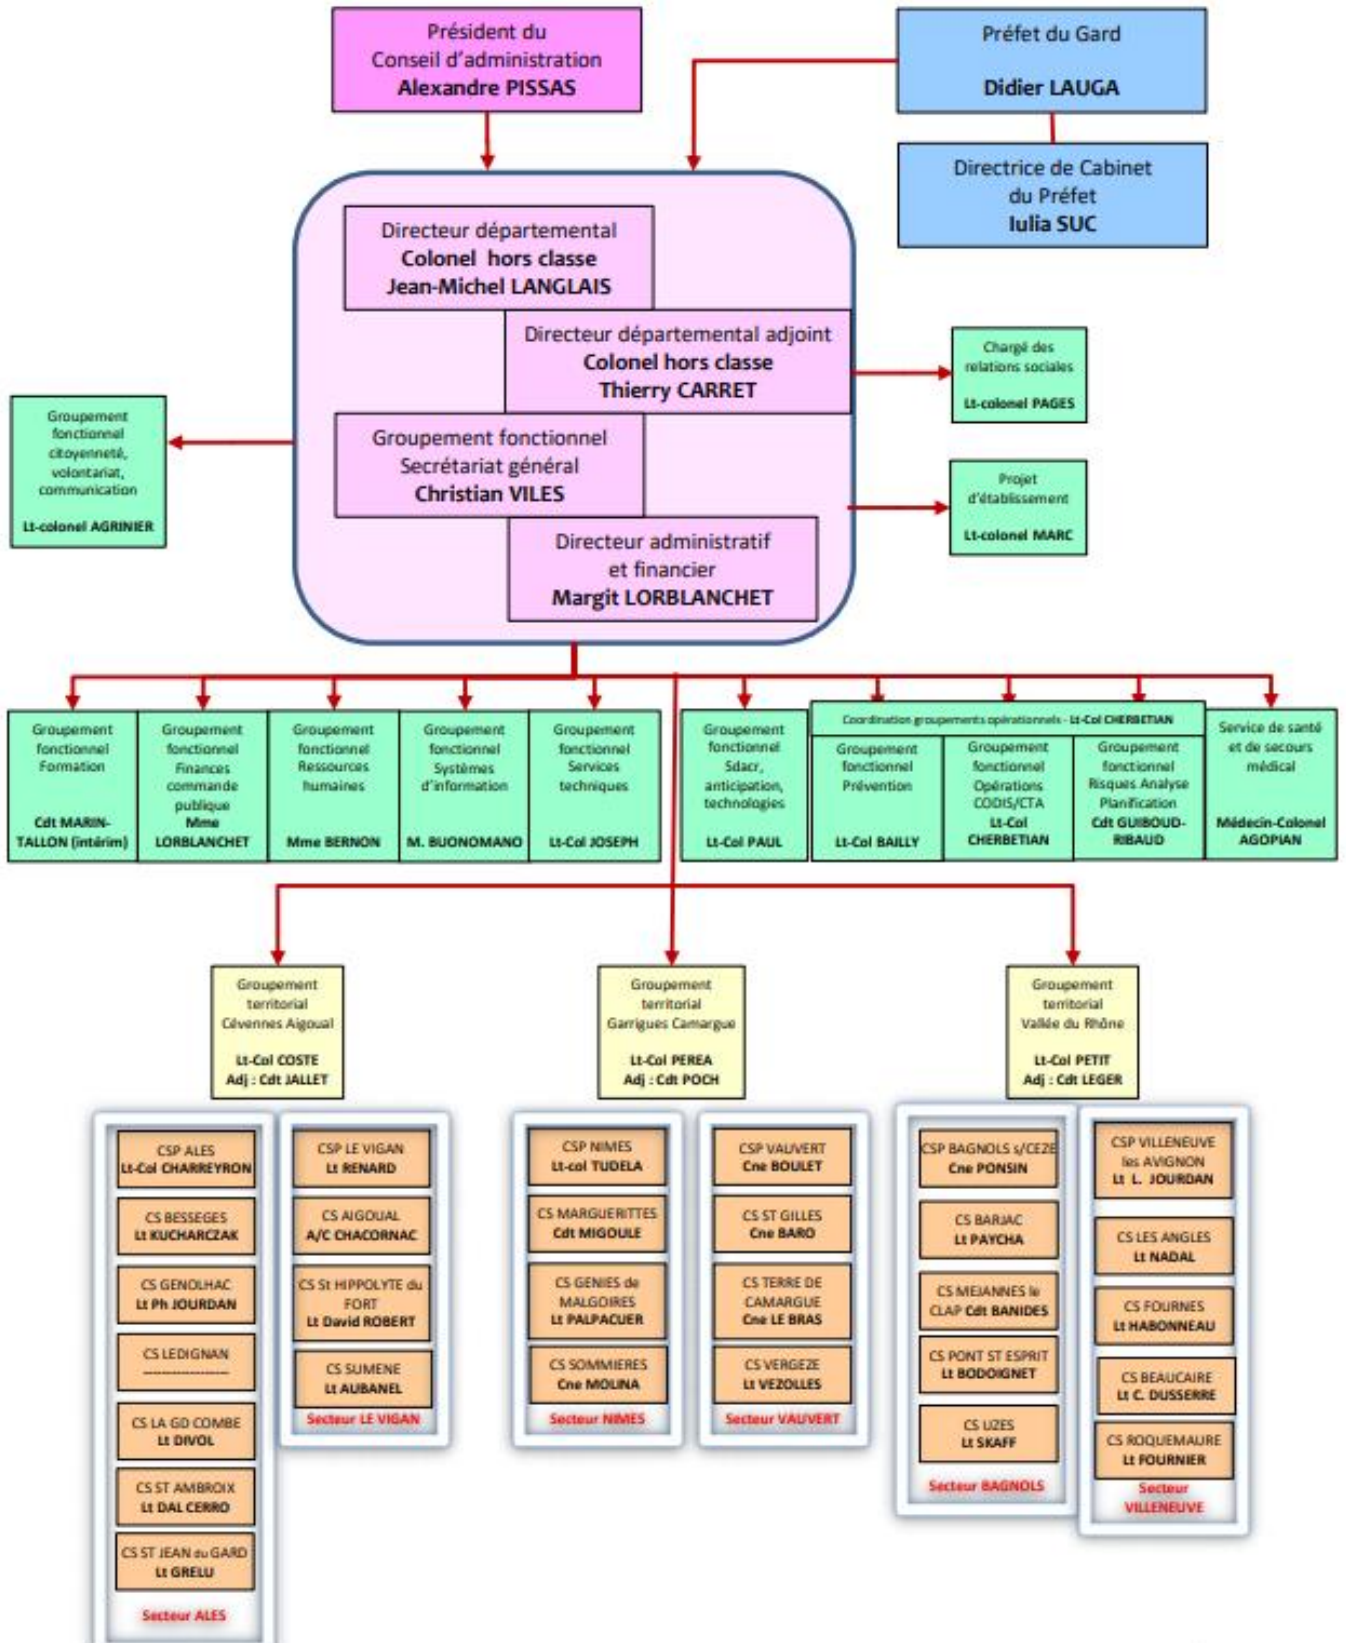 Président du
Conseil d'administration
Alexandre PISSAS
Préfet du Gard
Didier LAUGA
Directrice de Cabinet
du Préfet
Iulia SUC
Directeur départemental
Colonel hors classe
Jean-Michel LANGLAIS
Directeur départemental adjoint
Colonel hors classe
Thierry CARRET
Chargé des
relations sociales
Lt-colonel PAGES
Groupement
fonctionnel
citoyenneté,
volontariat,
communication
Lt-colonel AGRINIER
Groupement fonctionnel
Secrétariat général
Christian VILES
Projet
d'établissement
Lt-colonel MARC
Directeur administratif
et financier
Margit LORBLANCHET
Groupement
fonctionnel
Formation
Cdt MARIN-
TALLON (intérim)
Groupement
fonctionnel
Finances
commande
publique
Mme
LORBLANCHET
Groupement
fonctionnel
Ressources
humaines
Mme BERNON
Groupement
fonctionnel
Systèmes
d'information
M. BUONOMANO
Groupement
fonctionnel
Services
techniques
Lt-Col JOSEPH
Groupement
fonctionnel
Sdacr,
anticipation,
technologies
Lt-Col PAUL
Coordination groupements opérationnels - Lt-Col CHERBETIAN
Groupement
fonctionnel
Prévention
Lt-Col BAILLY
Groupement
fonctionnel
Opérations
CODIS/CTA
Lt-Col
CHERBETIAN
Groupement
fonctionnel
Risques Analyse
Planification
Cdt GUIBOUD-
RIBAUD
Service de santé
et de secours
médical
Médecin-Colonel
AGOPIAN
Groupement
territorial
Cévennes Aigoual
Lt-Col COSTE
Adj : Cdt JALLET
Groupement
territorial
Garrigues Camargue
Lt-Col PEREA
Adj : Cdt POCH
Groupement
territorial
Vallée du Rhône
Lt-Col PETIT
Adj : Cdt LEGER
CSP ALES
Lt-Col CHARREYRON
CS BESSEGES
Lt KUCHARCZAK
CS GENOLHAC
Lt Ph JOURDAN
CS LEDIGNAN
--------------------
CS LA GD COMBE
Lt DIVOL
CS ST AMBROIX
Lt DAL CERRO
CS ST JEAN du GARD
Lt GRELU
Secteur ALES
CSP LE VIGAN
Lt RENARD
CS AIGOUAL
A/C CHACORNAC
CS St HIPPOLYTE du
FORT
Lt David ROBERT
CS SUMENE
Lt AUBANEL
Secteur LE VIGAN
CSP NIMES
Lt-col TUDELA
CS MARGUERITTES
Cdt MIGOULE
CS GENIES de
MALGOIRES
Lt PALPACUER
CS SOMMIERES
Cne MOLINA
Secteur NIMES
CSP VAUVERT
Cne BOULET
CS ST GILLES
Cne BARO
CS TERRE DE
CAMARGUE
Cne LE BRAS
CS VERGEZE
Lt VEZOLLES
Secteur VAUVERT
CSP BAGNOLS s/CEZE
Cne PONSIN
CS BARJAC
Lt PAYCHA
CS MEJANNES le
CLAP Cdt BANIDES
CS PONT ST ESPRIT
Lt BODOIGNET
CS UZES
Lt SKAFF
Secteur BAGNOLS
CSP VILLENEUVE
les AVIGNON
Lt L. JOURDAN
CS LES ANGLES
Lt NADAL
CS FOURNES
Lt HABONNEAU
CS BEAUCAIRE
Lt C. DUSSERRE
CS ROQUEMAURE
Lt FOURNIER
Secteur
VILLENEUVE